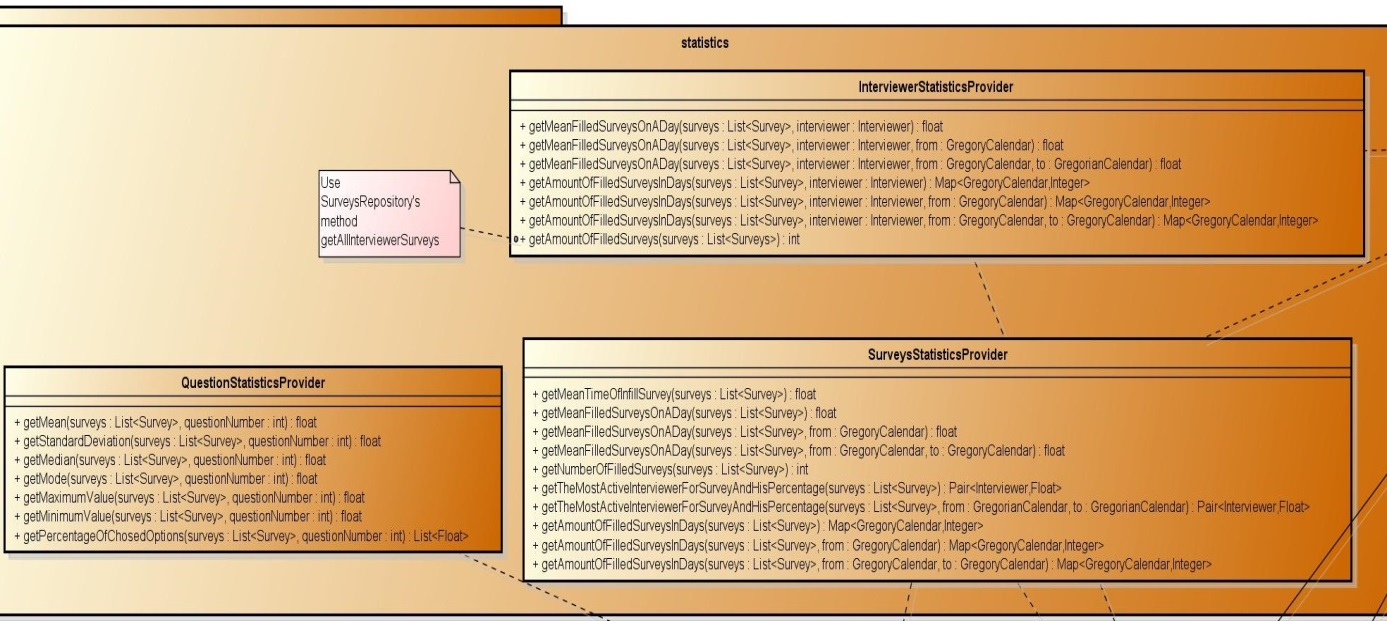 statistics
InterviewerStatisticsProvider
+ getMeanFilledSurveysOnADay(surveys : List<Survey>, interviewer : Interviewer) : float
+ getMeanFilledSurveysOnADay(surveys : List<Survey>, interviewer : Interviewer, from : GregoryCalendar) : float
+ getMeanFilledSurveysOnADay(surveys : List<Survey>, interviewer : Interviewer, from : GregoryCalendar, to : GregorianCalendar) : float
+ getAmountOfFilledSurveysInDays(surveys : List<Survey>, interviewer : Interviewer) : Map<GregoryCalendar,Integer>
+ getAmountOfFilledSurveysInDays(surveys : List<Survey>, interviewer : Interviewer, from : GregoryCalendar) : Map<GregoryCalendar,Integer>
+ getAmountOfFilledSurveysInDays(surveys : List<Survey>, interviewer : Interviewer, from : GregoryCalendar, to : GregoryCalendar) : Map<GregoryCalendar,Integer>
+ getAmountOfFilledSurveys(surveys : List<Surveys>) : int
Use
SurveysRepository's
method
getAllInterviewerSurveys
QuestionStatisticsProvider
+ getMean(surveys : List<Survey>, questionNumber : int) : float
+ getStandardDeviation(surveys : List<Survey>, questionNumber : int) : float
+ getMedian(surveys : List<Survey>, questionNumber : int) : float
+ getMode(surveys : List<Survey>, questionNumber : int) : float
+ getMaximumValue(surveys : List<Survey>, questionNumber : int) : float
+ getMinimumValue(surveys : List<Survey>, questionNumber : int) : float
+ getPercentageOfChosedOptions(surveys : List<Survey>, questionNumber : int) : List<Float>
SurveysStatisticsProvider
+ getMeanTimeOfInfillSurvey(surveys : List<Survey>) : float
+ getMeanFilledSurveysOnADay(surveys : List<Survey>) : float
+ getMeanFilledSurveysOnADay(surveys : List<Survey>, from : GregoryCalendar) : float
+ getMeanFilledSurveysOnADay(surveys : List<Survey>, from : GregoryCalendar, to : GregoryCalendar) : float
+ getNumberOfFilledSurveys(surveys : List<Survey>) : int
+ getTheMostActiveInterviewerForSurveyAndHisPercentage(surveys : List<Survey>) : Pair<Interviewer,Float>
+ getTheMostActiveInterviewerForSurveyAndHisPercentage(surveys : List<Survey>, from : GregorianCalendar, to : GregorianCalendar) : Pair<Interviewer,Float>
+ getAmountOfFilledSurveysInDays(surveys : List<Survey>) : Map<GregoryCalendar,Integer>
+ getAmountOfFilledSurveysInDays(surveys : List<Survey>, from : GregoryCalendar) : Map<GregoryCalendar,Integer>
+ getAmountOfFilledSurveysInDays(surveys : List<Survey>, from : GregoryCalendar, to : GregoryCalendar) : Map<GregoryCalendar,Integer>